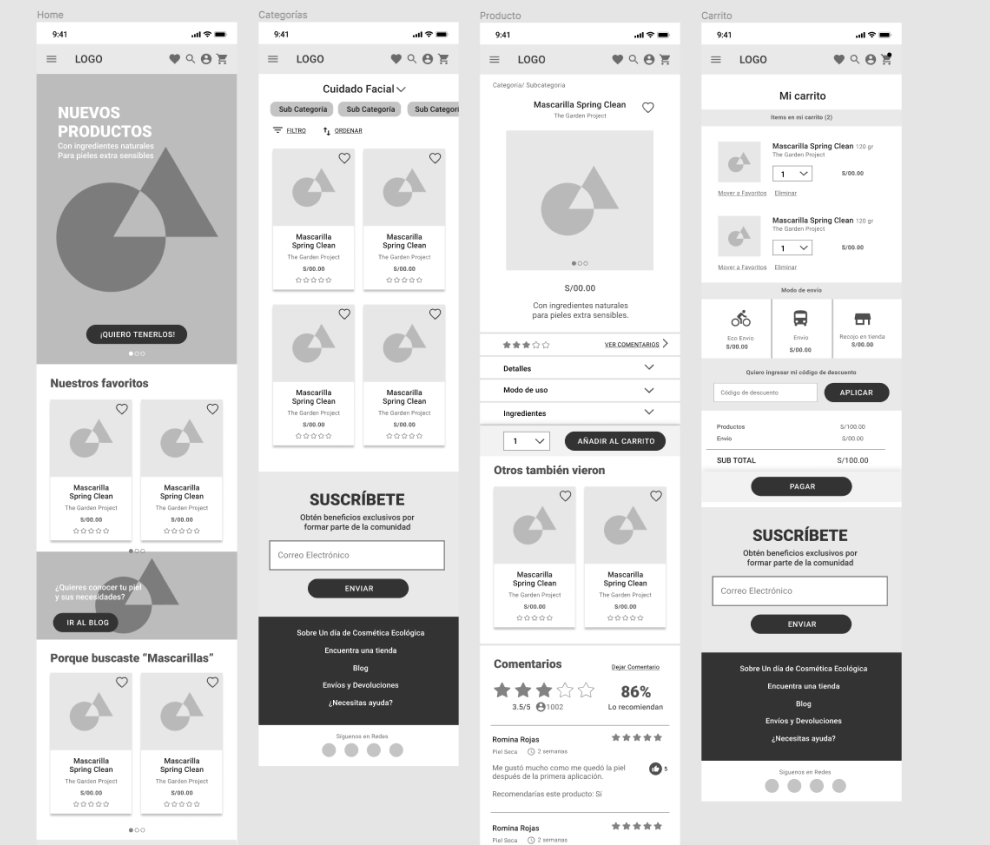 Home
9:41
LOGO
NUEVOS
PRODUCTOS
Con ingredientes naturales
Para pieles extra sensibles
¡QUIERO TENERLOS!
Nuestros favoritos
Mascarilla
Spring Clean
The Garden Project
S/00.00
Mascarilla
Spring Clean
The Garden Project
S/00.00
¿Quieres conocer tu piel
y sus necesidades?
IR AL BLOG
Porque buscaste “Mascarillas”
Mascarilla
Spring Clean
The Garden Project
S/00.00
Mascarilla
Spring Clean
The Garden Project
S/00.00
Categorías
9:41
LOGO
Cuidado Facial
Sub Categoría
Sub Categoría
Sub Categorí
FILTRO
ORDENAR
Mascarilla
Spring Clean
The Garden Project
S/00.00
Mascarilla
Spring Clean
The Garden Project
S/00.00
Mascarilla
Spring Clean
The Garden Project
S/00.00
Mascarilla
Spring Clean
The Garden Project
S/00.00
SUSCRÍBETE
Obtén beneficios exclusivos por
formar parte de la comunidad
Correo Electrónico
ENVIAR
Sobre Un día de Cosmética Ecológica
Encuentra una tienda
Blog
Envíos y Devoluciones
¿Necesitas ayuda?
Síguenos en Redes
Producto
9:41
LOGO
Categoría/ Subcategoría
Mascarilla Spring Clean
The Garden Project
S/00.00
Con ingredientes naturales
para pieles extra sensibles.
VER COMENTARIOS
Detalles
Modo de uso
Ingredientes
1
AÑADIR AL CARRITO
Otros también vieron
Mascarilla
Spring Clean
The Garden Project
S/00.00
Mascarilla
Spring Clean
The Garden Project
S/00.00
Comentarios
Dejar Comentario
3.5/5
1002
86%
Lo recomiendan
Romina Rojas
Piel Seca
2 semanas
Me gustó mucho como me quedó la piel
después de la primera aplicación.
5
Recomendarías este producto: Sí
Romina Rojas
Piel Seca
2 semanas
Carrito
9:41
LOGO
Mi carrito
Items en mi carrito (2)
Mascarilla Spring Clean 120 gr
The Garden Project
1
S/00.00
Mover a Favoritos
Eliminar
Mascarilla Spring Clean 120 gr
The Garden Project
1
S/00.00
Mover a Favoritos
Eliminar
Modo de envío
Eco Envío
S/00.00
Envío
S/00.00
Recojo en tienda
S/00.00
Quiero ingresar mi código de descuento
Código de descuento
APLICAR
Productos
S/100.00
Envío
S/00.00
SUB TOTAL
S/100.00
PAGAR
SUSCRÍBETE
Obtén beneficios exclusivos por
formar parte de la comunidad
Correo Electrónico
ENVIAR
Sobre Un día de Cosmética Ecológica
Encuentra una tienda
Blog
Envíos y Devoluciones
¿Necesitas ayuda?
Síguenos en Redes